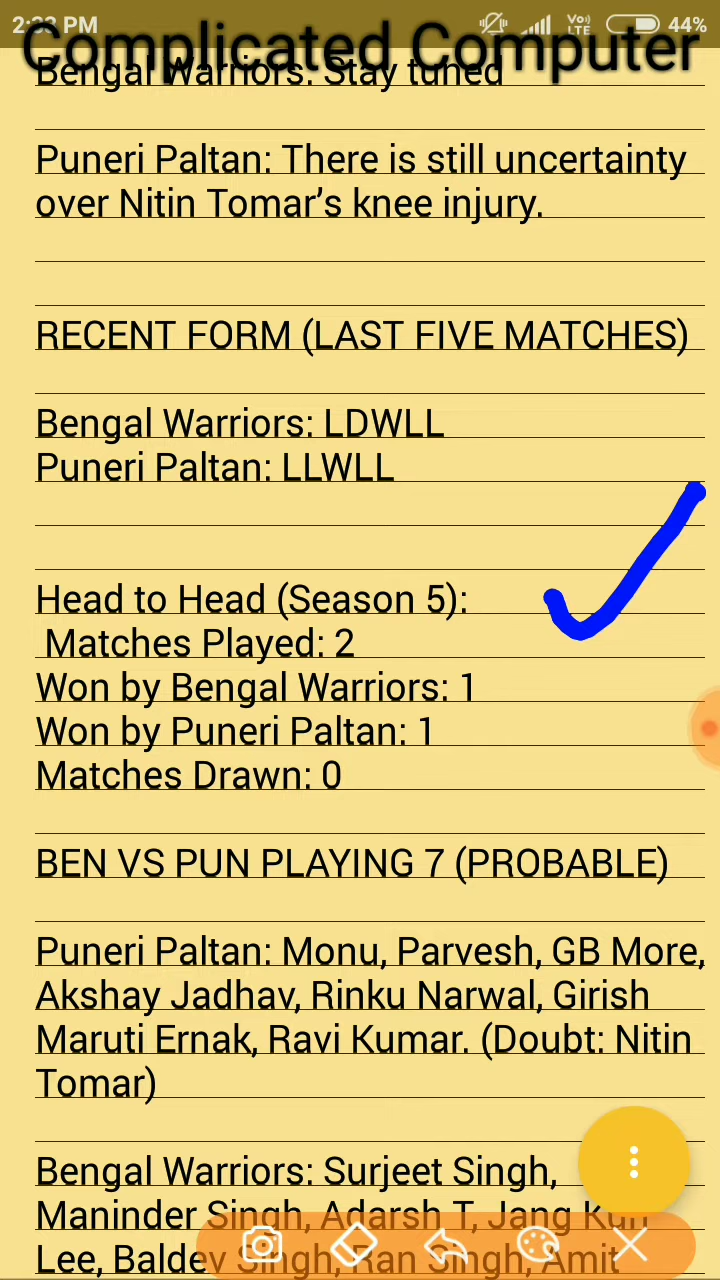 2:33 PM
44%
Complicated Computer
Bengal Warriors: Stay tuned
Puneri Paltan: There is still uncertainty
over Nitin Tomar's knee injury.
RECENT FORM (LAST FIVE MATCHES)
Bengal Warriors: LDWLL
Puneri Paltan: LLWLL
Head to Head (Season 5):
Matches Played: 2
Won by Bengal Warriors: 1
Won by Puneri Paltan: 1
Matches Drawn: 0
BEN VS PUN PLAYING 7 (PROBABLE)
Puneri Paltan: Monu, Parvesh, GB More,
Akshay Jadhav, Rinku Narwal, Girish
Maruti Ernak, Ravi Kumar. (Doubt: Nitin
Tomar)
Bengal Warriors: Surjeet Singh,
Maninder Singh, Adarsh T, Jang Kun
Lee, Baldev Singh, Ran Singh, Amit